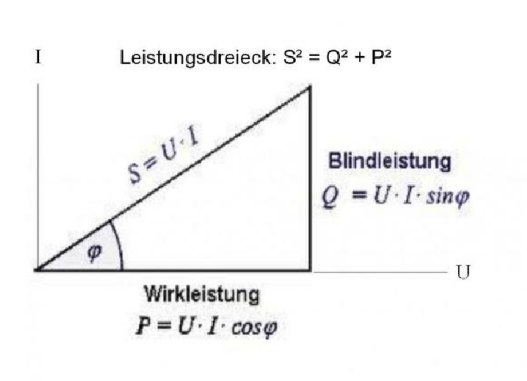 I
Leistungsdreieck: S² = Q² + P²
S = U·I
Blindleistung
Q = U·I·sinφ
φ
U
Wirkleistung
P = U·I·cosφ